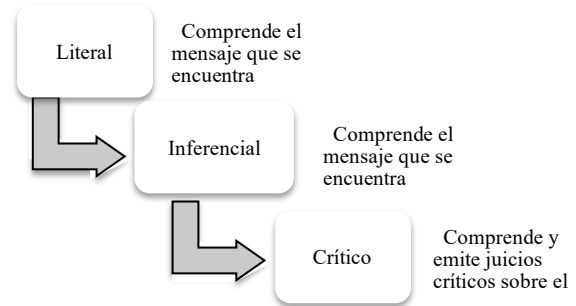 Literal
Comprende el
mensaje que se
encuentra
Inferencial
Comprende el
mensaje que se
encuentra
Crítico
Comprende y
emite juicios
críticos sobre el